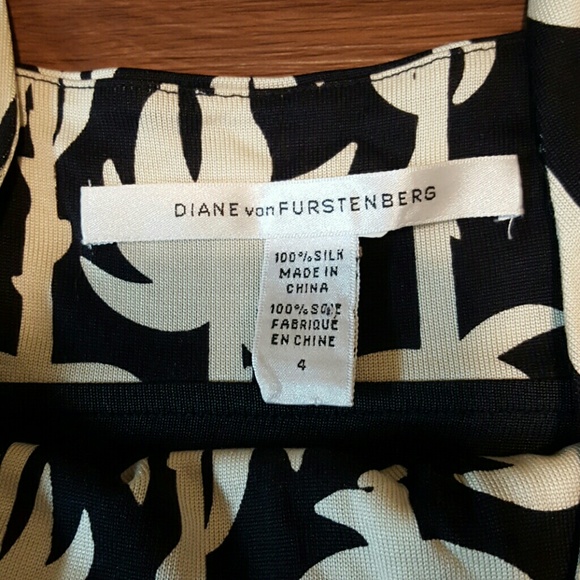 DIANE von FURSTENBERG
100% SILK
MADE IN
CHINA
100% SOIE
FABRIQUÉ
EN CHINE
4